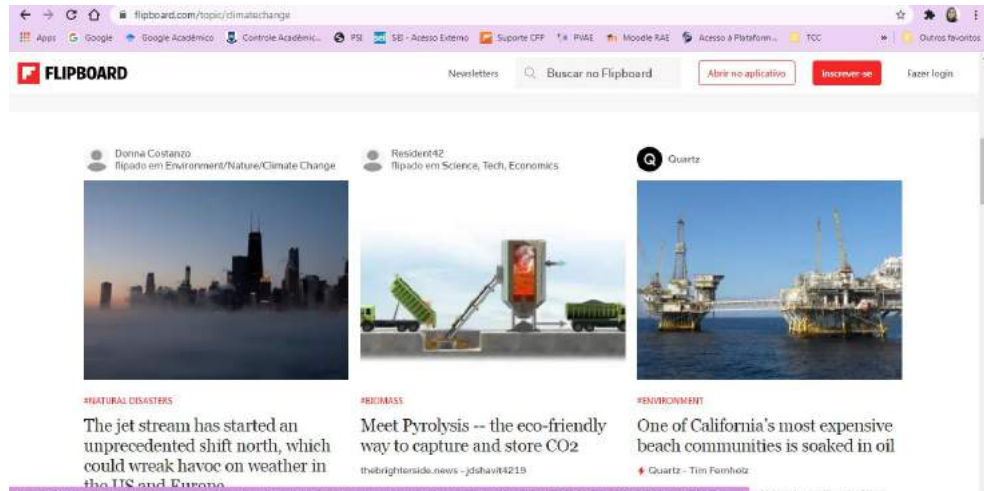 flipboard.com/topic/climatechange
Apps Google Google Acadêmico Controle Acadêmic... PSI SEI - Acesso Externo Suporte CFP PVAE Moodle RAE Acesso à Plataform... TCC » Outros favoritos
FLIPBOARD Newsletters Buscar no Flipboard Abrir no aplicativo Inscrever-se Fazer login
Donna Costanzo
flipado em Environment/Nature/Climate Change
Resident42
flipado em Science, Tech, Economics
Quartz
#NATURAL DISASTERS
The jet stream has started an
unprecedented shift north, which
could wreak havoc on weather in
the US and Europe
#BIOMASS
Meet Pyrolysis -- the eco-friendly
way to capture and store CO2
thebrighterside.news - jdshavit4219
#ENVIRONMENT
One of California's most expensive
beach communities is soaked in oil
Quartz - Tim Fernholz